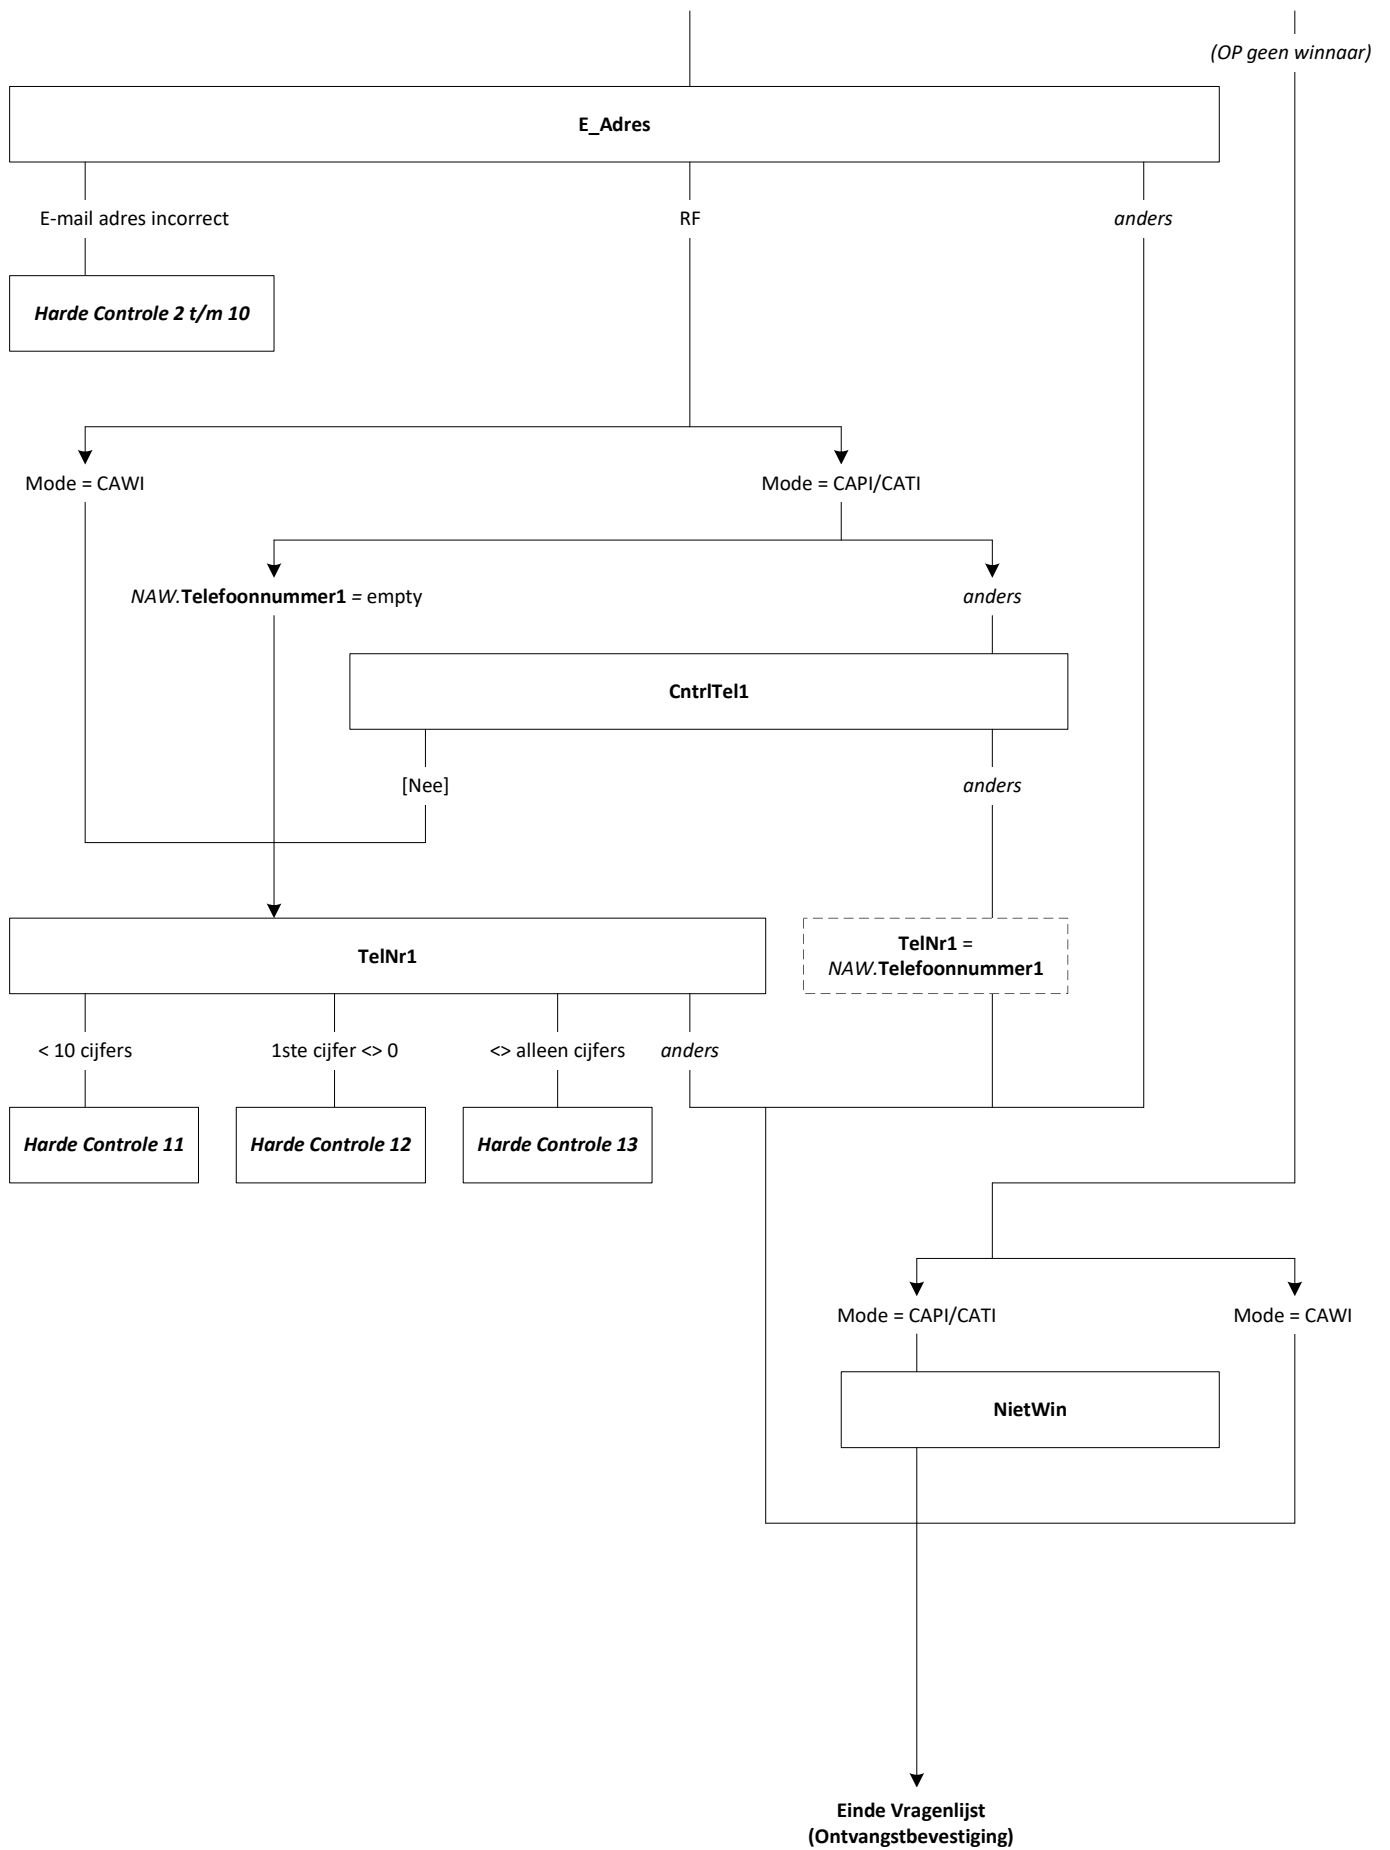 (OP geen winnaar)
E_Adres
E-mail adres incorrect
RF
anders
Harde Controle 2 t/m 10
Mode = CAWI
Mode = CAPI/CATI
NAW.Telefoonnummer1 = empty
anders
CntrlTel1
[Nee]
anders
TelNr1
TelNr1 =
NAW.Telefoonnummer1
< 10 cijfers
1ste cijfer <> 0
<> alleen cijfers
anders
Harde Controle 11
Harde Controle 12
Harde Controle 13
Mode = CAPI/CATI
Mode = CAWI
NietWin
Einde Vragenlijst
(Ontvangstbevestiging)